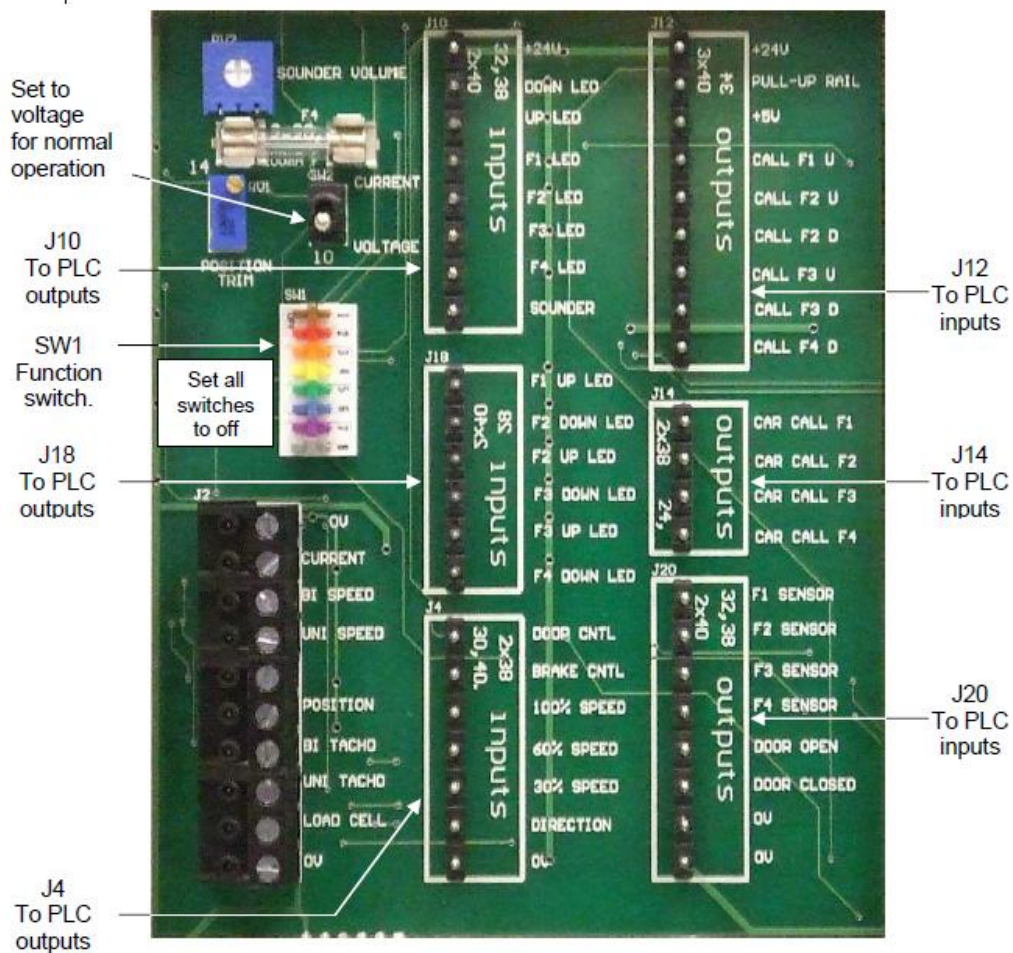 Set to
voltage
for normal
operation
J10
To PLC
outputs
SW1
Function
switch.
Set all
switches
to off
J18
To PLC
outputs
J4
To PLC
outputs
J12
To PLC
inputs
J14
To PLC
inputs
J20
To PLC
inputs
SOUNDER VOLUME
F4
14
RV1
SW2
CURRENT
VOLTAGE
10
POSITION
TRIM
SW1
J2
0V
CURRENT
BI SPEED
UNI SPEED
POSITION
BI TACHO
UNI TACHO
LOAD CELL
0V
J10
32,38
2x40
inputs
+24V
DOWN LED
UP LED
F1 LED
F2 LED
F3 LED
F4 LED
SOUNDER
J18
28
2x40
inputs
F1 UP LED
F2 DOWN LED
F2 UP LED
F3 DOWN LED
F3 UP LED
F4 DOWN LED
J4
2x38
30,40.
inputs
DOOR CNTL
BRAKE CNTL
100% SPEED
60% SPEED
30% SPEED
DIRECTION
0V
J12
34
3x40
outputs
+24V
PULL-UP RAIL
+5V
CALL F1 U
CALL F2 U
CALL F2 D
CALL F3 U
CALL F3 D
CALL F4 D
J14
outputs
2x38 24,
CAR CALL F1
CAR CALL F2
CAR CALL F3
CAR CALL F4
J20
32,38
2x40
outputs
F1 SENSOR
F2 SENSOR
F3 SENSOR
F4 SENSOR
DOOR OPEN
DOOR CLOSED
0V
0V